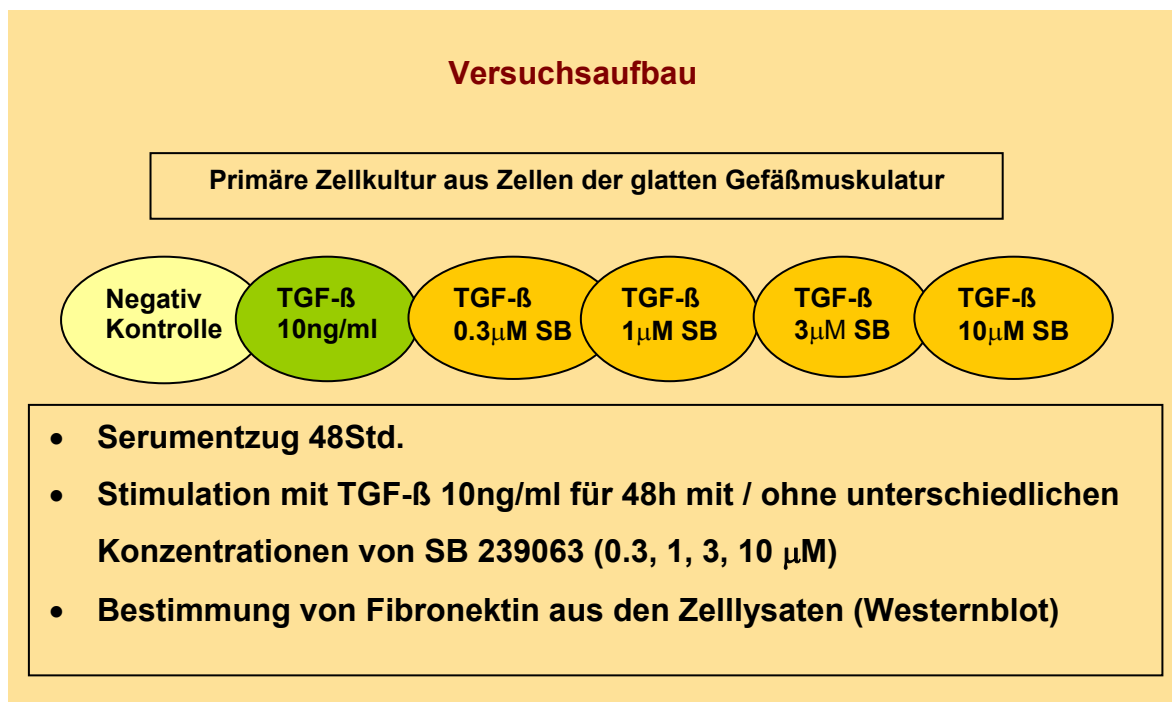 Versuchsaufbau
Primäre Zellkultur aus Zellen der glatten Gefäßmuskulatur
Negativ
Kontrolle
TGF-ß
10ng/ml
TGF-ß
0.3µM SB
TGF-ß
1µM SB
TGF-ß
3µM SB
TGF-ß
10µM SB
• Serumentzug 48Std.
• Stimulation mit TGF-ß 10ng/ml für 48h mit / ohne unterschiedlichen
Konzentrationen von SB 239063 (0.3, 1, 3, 10 µM)
• Bestimmung von Fibronektin aus den Zelllysaten (Westernblot)